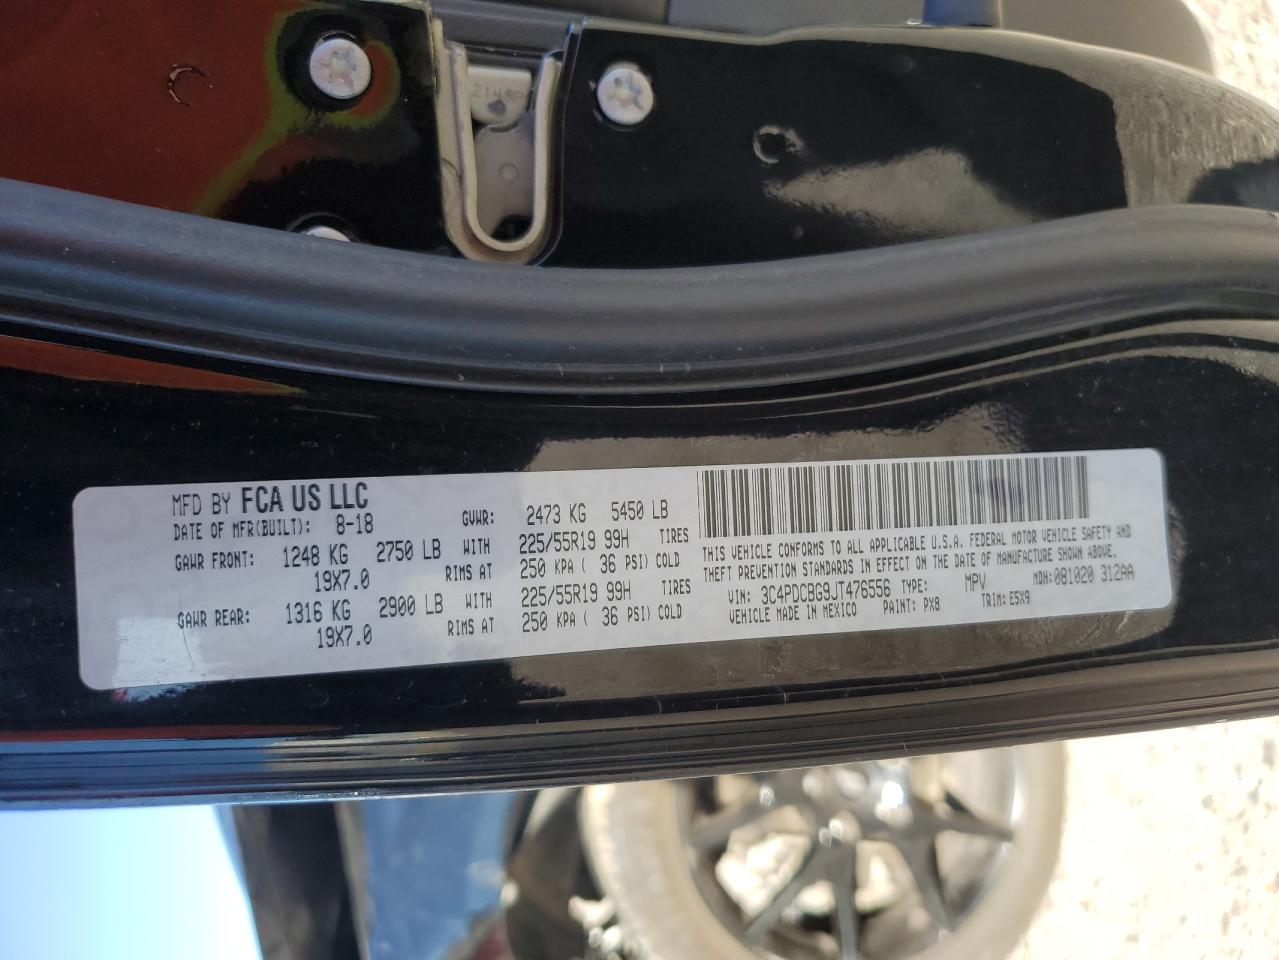 MFD BY FCA US LLC
DATE OF MFR(BUILT): 8-18 GVWR: 2473 KG 5450 LB
GAWR FRONT: 1248 KG 2750 LB WITH 225/55R19 99H TIRES
19X7.0 RIMS AT 250 KPA ( 36 PSI) COLD
GAWR REAR: 1316 KG 2900 LB WITH 225/55R19 99H TIRES
19X7.0 RIMS AT 250 KPA ( 36 PSI) COLD
THIS VEHICLE CONFORMS TO ALL APPLICABLE U.S.A. FEDERAL MOTOR VEHICLE SAFETY AND
THEFT PREVENTION STANDARDS IN EFFECT ON THE DATE OF MANUFACTURE SHOWN ABOVE.
VIN: 3C4PDCBG9JT476556 TYPE: MPV MDH: 081020 312AA
VEHICLE MADE IN MEXICO PAINT: PX8 TRIM: E5X9